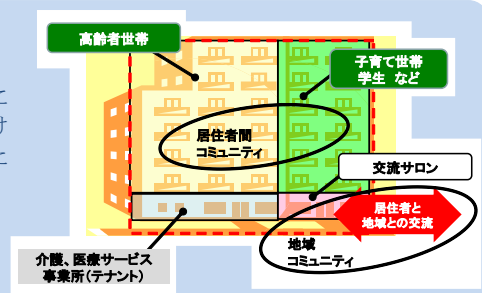 高齢者世帯
子育て世帯
学生 など
に
け
に
居住者間
コミュニティ
交流サロン
居住者と
地域との交流
地域
コミュニティ
介護、医療サービス
事業所(テナント)